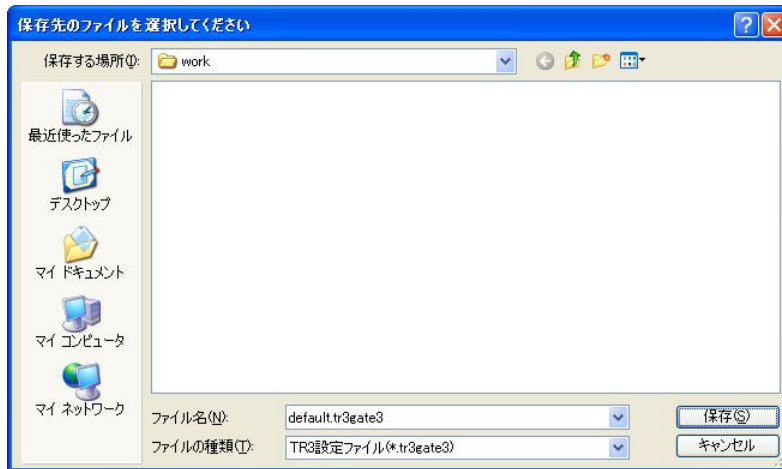 保存先のファイルを選択してください
保存する場所(I):
work
最近使ったファイル
デスクトップ
マイ ドキュメント
マイ コンピュータ
マイ ネットワーク
ファイル名(N):
default.tr3gate3
保存(S)
ファイルの種類(T):
TR3設定ファイル(*.tr3gate3)
キャンセル